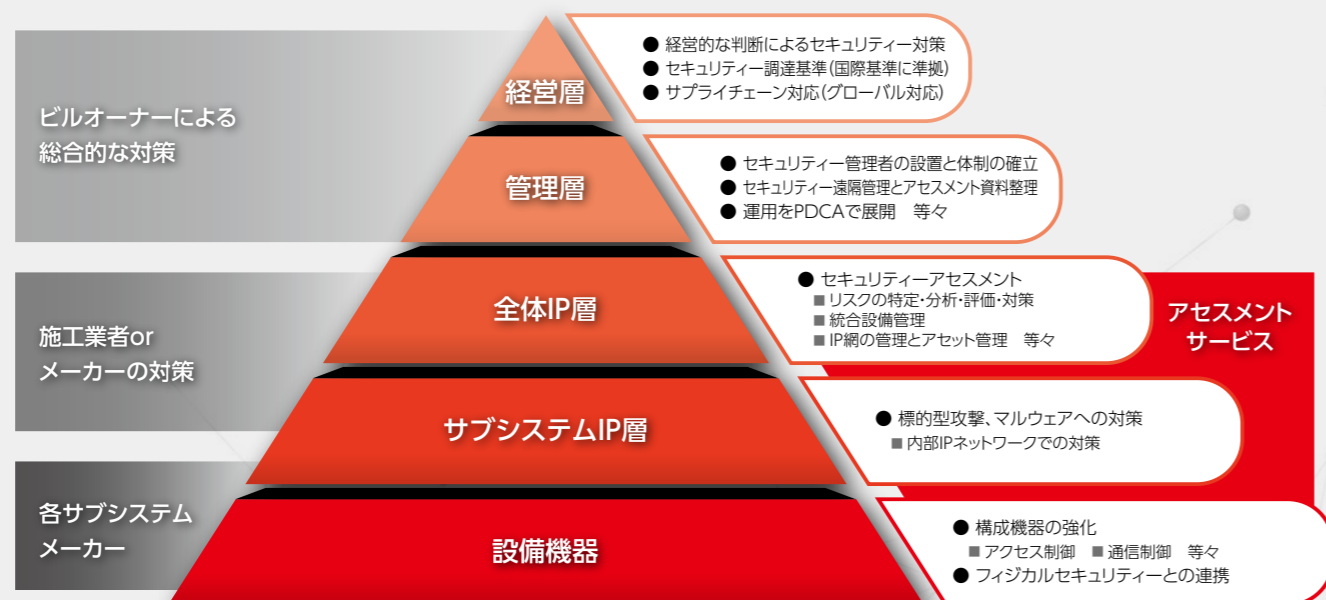 ビルオーナーによる
総合的な対策
経営層
● 経営的な判断によるセキュリティー対策
● セキュリティー調達基準(国際基準に準拠)
● サプライチェーン対応(グローバル対応)
管理層
● セキュリティー管理者の設置と体制の確立
● セキュリティー遠隔管理とアセスメント資料整理
● 運用をPDCAで展開　等々
施工業者or
メーカーの対策
全体IP層
● セキュリティーアセスメント
■ リスクの特定・分析・評価・対策
■ 統合設備管理
■ IP網の管理とアセット管理　等々
アセスメント
サービス
サブシステムIP層
● 標的型攻撃、マルウェアへの対策
■ 内部IPネットワークでの対策
各サブシステム
メーカー
設備機器
● 構成機器の強化
■ アクセス制御　■ 通信制御　等々
● フィジカルセキュリティーとの連携